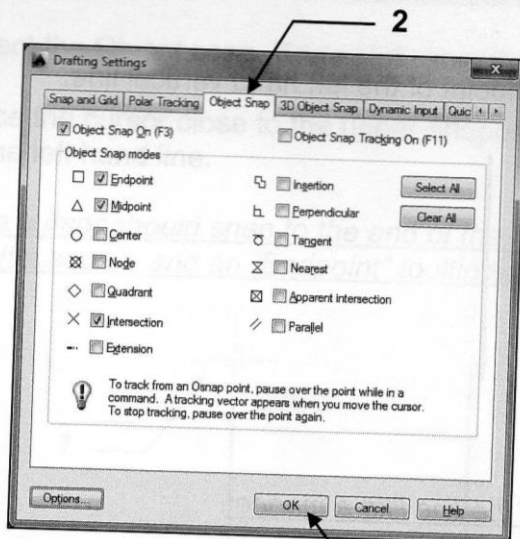 2
Drafting Settings
Snap and Grid Polar Tracking Object Snap 3D Object Snap Dynamic Input Quic
Object Snap On (F3) Object Snap Tracking On (F11)
Object Snap modes
Endpoint Insertion Select All
Midpoint Perpendicular Clear All
Center Tangent
Node Nearest
Quadrant Apparent intersection
Intersection Parallel
Extension
To track from an Osnap point, pause over the point while in a
command. A tracking vector appears when you move the cursor.
To stop tracking, pause over the point again.
Options... OK Cancel Help